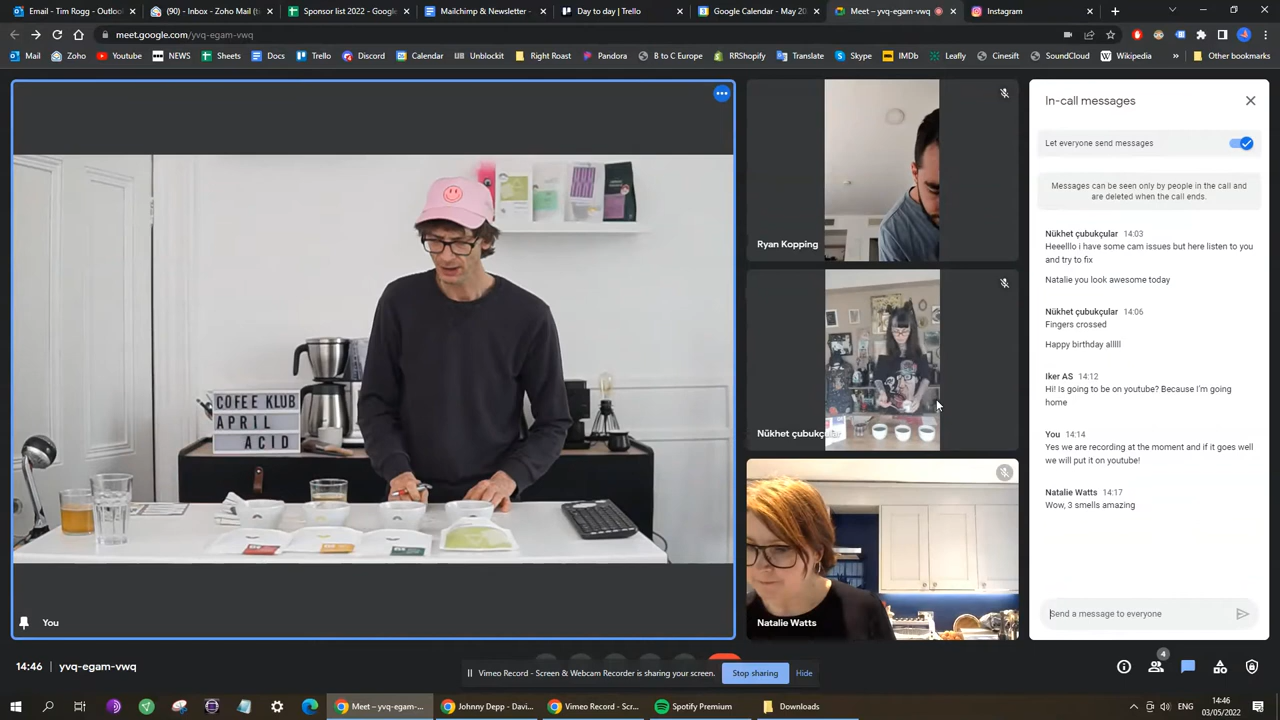 Email - Tim Rogg - Outloo
(90) - Inbox - Zoho Mail (t
Sponsor list 2022 - Google
Mailchimp & Newsletter -
Day to day | Trello
Google Calendar - May 20
Meet – yvq-egam-vwq
Instagram
meet.google.com/yvq-egam-vwq
Mail
YouTube
News
Sheets
Docs
Trello
Discord
Calendar
Unbutton
Right Roast
Pandora
B to C Europe
RRShopify
Translate
Skype
IMDb
Leafly
Cinesift
SoundCloud
Wikipedia
»
Other bookmarks
COFEE KLUB
APRIL
ACID
You
Ryan Kopping
Nükhet çubukçular
Natalie Watts
In-call messages
Let everyone send messages
Messages can be seen only by people in the call and
are deleted when the call ends.
Nükhet çubukçular 14:03
Heeelllo i have some cam issues but here listen to you
and try to fix
Natalie you look awesome today
Nükhet çubukçular 14:06
Fingers crossed
Happy birthday alllll
Iker AS 14:12
Hi! Is going to be on youtube? Because I'm going
home
You 14:14
Yes we are recording at the moment and if it goes well
we will put it on youtube!
Natalie Watts 14:17
Wow, 3 smells amazing
Send a message to everyone
14:46 yvq-egam-vwq
Vimeo Record - Screen & Webcam Recorder is sharing your screen.
Stop sharing
Hide
4
Meet – yvq-egam-...
Johnny Depp - Davi...
Vimeo Record - Scr...
Spotify Premium
Downloads
ENG
14:46
03/05/2022